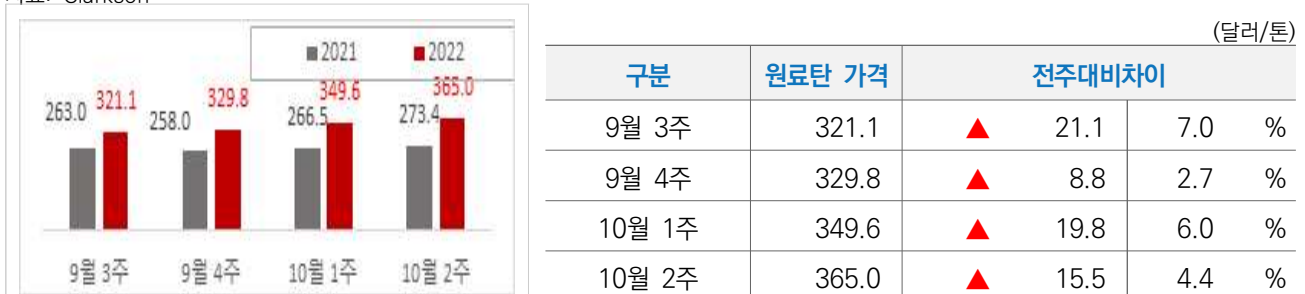 ■2021 ■2022
263.0 321.1 258.0 329.8 266.5 349.6 273.4 365.0
9월 3주 9월 4주 10월 1주 10월 2주
(달러/톤)
구분 원료탄 가격 전주대비차이
9월 3주 321.1 ▲ 21.1 7.0 %
9월 4주 329.8 ▲ 8.8 2.7 %
10월 1주 349.6 ▲ 19.8 6.0 %
10월 2주 365.0 ▲ 15.5 4.4 %